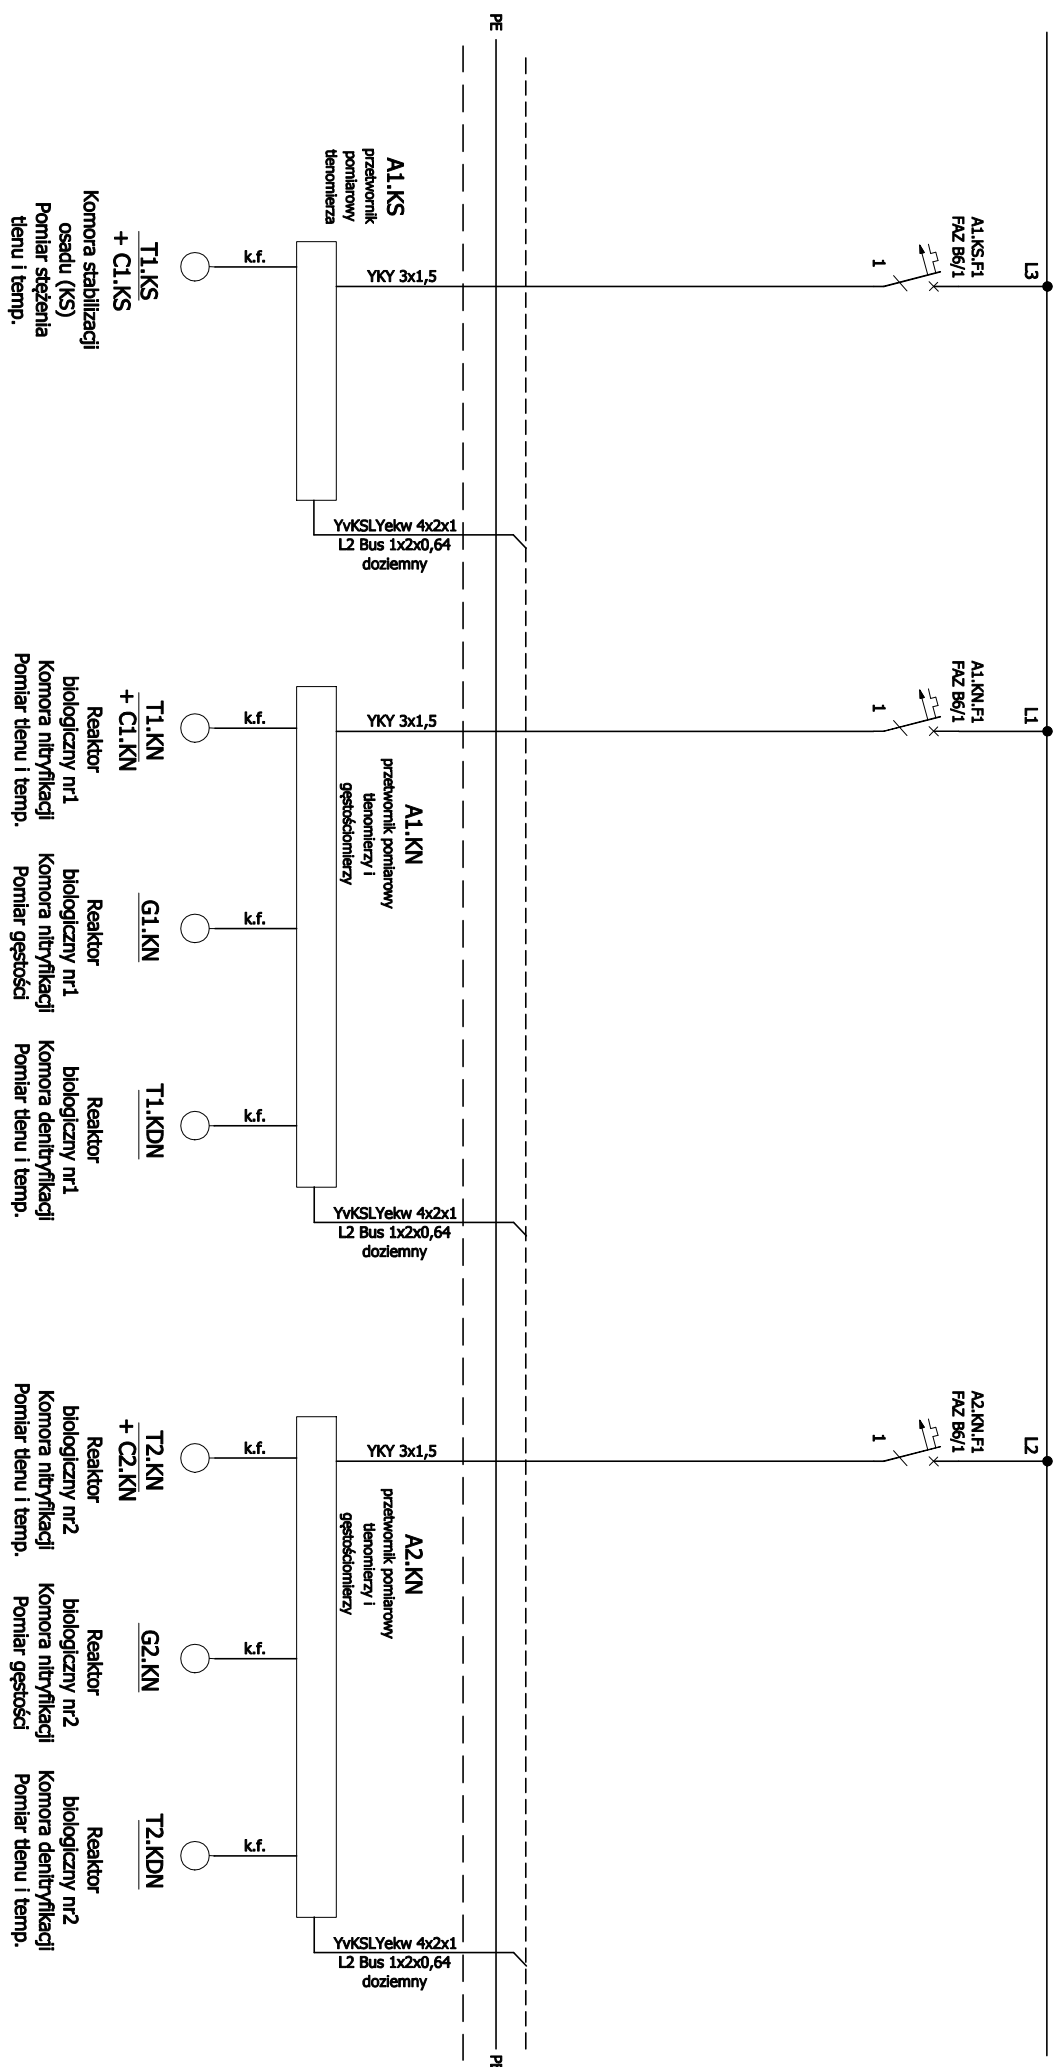 PE
L3
A1.KS.F1
FAZ B6/1
1
YKY 3x1,5
A1.KS
przetwornik
pomiarowy
tlenomierza
k.f.
T1.KS
+ C1.KS
Komora stabilizacji
osadu (KS)
Pomiar stężenia
tlenu i temp.
YvKSLYekw 4x2x1
L2 Bus 1x2x0,64
doziemny
L1
A1.KN.F1
FAZ B6/1
1
YKY 3x1,5
A1.KN
przetwornik pomiarowy
tlenomierzy i
gęstościomierzy
k.f.
T1.KN
+ C1.KN
Reaktor
biologiczny nr1
Komora nitryfikacji
Pomiar tlenu i temp.
k.f.
G1.KN
Reaktor
biologiczny nr1
Komora nitryfikacji
Pomiar gęstości
k.f.
T1.KDN
Reaktor
biologiczny nr1
Komora denitryfikacji
Pomiar tlenu i temp.
YvKSLYekw 4x2x1
L2 Bus 1x2x0,64
doziemny
L2
A2.KN.F1
FAZ B6/1
1
YKY 3x1,5
A2.KN
przetwornik pomiarowy
tlenomierzy i
gęstościomierzy
k.f.
T2.KN
+ C2.KN
Reaktor
biologiczny nr2
Komora nitryfikacji
Pomiar tlenu i temp.
k.f.
G2.KN
Reaktor
biologiczny nr2
Komora nitryfikacji
Pomiar gęstości
k.f.
T2.KDN
Reaktor
biologiczny nr2
Komora denitryfikacji
Pomiar tlenu i temp.
YvKSLYekw 4x2x1
L2 Bus 1x2x0,64
doziemny
PE